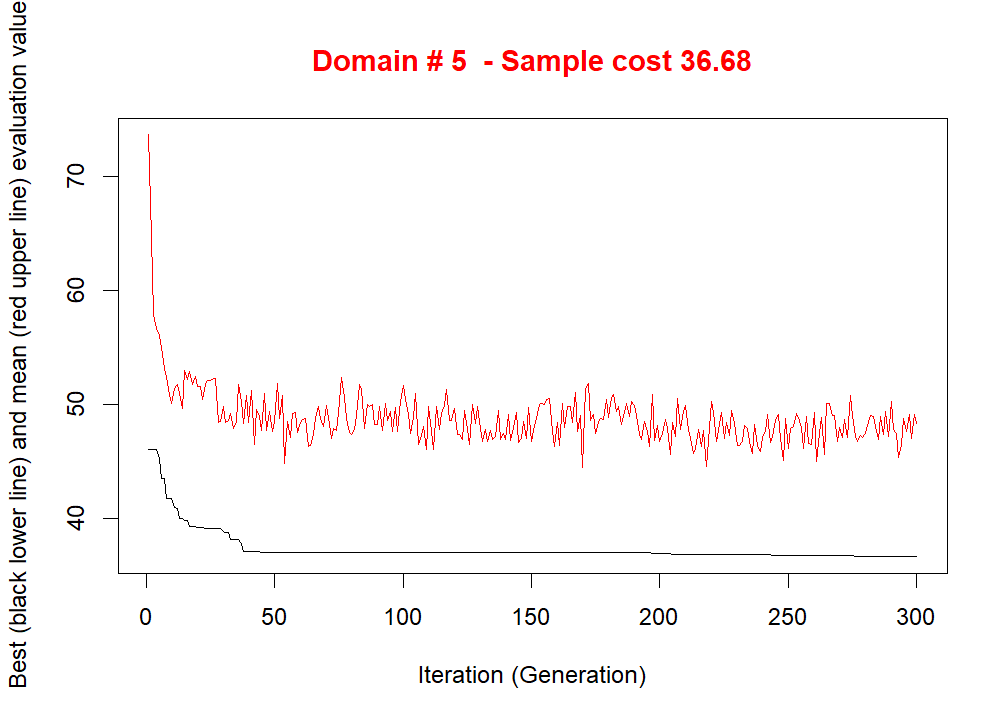 Domain # 5  - Sample cost 36.68
Best (black lower line) and mean (red upper line) evaluation value
70
60
50
40
0 50 100 150 200 250 300
Iteration (Generation)